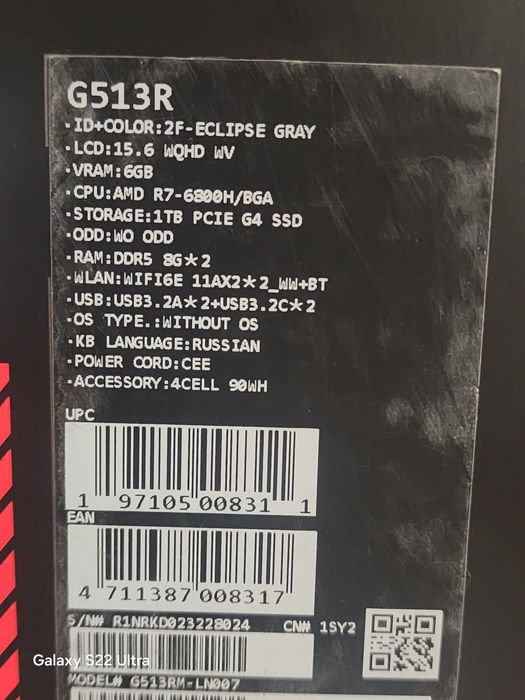 G513R
·ID+COLOR:2F-ECLIPSE GRAY
·LCD:15.6 WQHD WV
·VRAM:6GB
·CPU:AMD R7-6800H/BGA
·STORAGE:1TB PCIE G4 SSD
·ODD:WO ODD
·RAM:DDR5 8G*2
·WLAN:WIFI6E 11AX2*2_WW+BT
·USB:USB3.2A*2+USB3.2C*2
·OS TYPE.:WITHOUT OS
·KB LANGUAGE:RUSSIAN
·POWER CORD:CEE
·ACCESSORY:4CELL 90WH
UPC
1 97105 00831 1
EAN
4 711387 008317
S/N# R1NRKD023228024 CN# 1SY2
Galaxy S22 Ultra
MODEL# G513RM-LN007